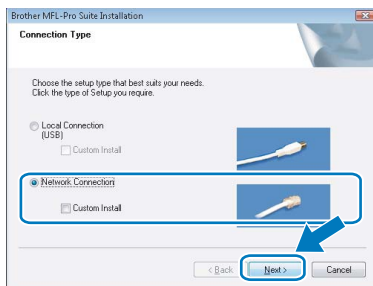 Brother MFL-Pro Suite Installation
Connection Type
Choose the setup type that best suits your needs.
Click the type of Setup you require.
Local Connection
(USB)
Custom Install
Network Connection
Custom Install
< Back
Next >
Cancel